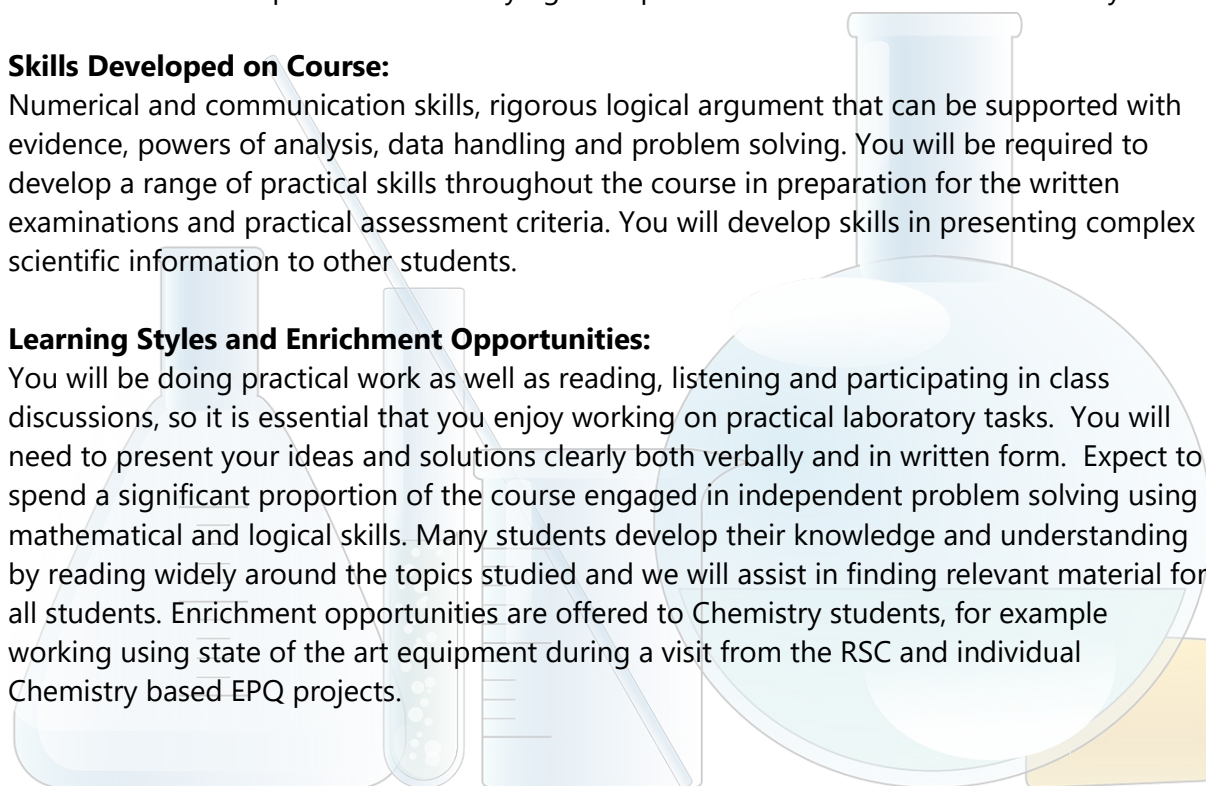 Skills Developed on Course:
Numerical and communication skills, rigorous logical argument that can be supported with
evidence, powers of analysis, data handling and problem solving. You will be required to
develop a range of practical skills throughout the course in preparation for the written
examinations and practical assessment criteria. You will develop skills in presenting complex
scientific information to other students.
Learning Styles and Enrichment Opportunities:
You will be doing practical work as well as reading, listening and participating in class
discussions, so it is essential that you enjoy working on practical laboratory tasks.  You will
need to present your ideas and solutions clearly both verbally and in written form.  Expect to
spend a significant proportion of the course engaged in independent problem solving using
mathematical and logical skills. Many students develop their knowledge and understanding
by reading widely around the topics studied and we will assist in finding relevant material for
all students. Enrichment opportunities are offered to Chemistry students, for example
working using state of the art equipment during a visit from the RSC and individual
Chemistry based EPQ projects.